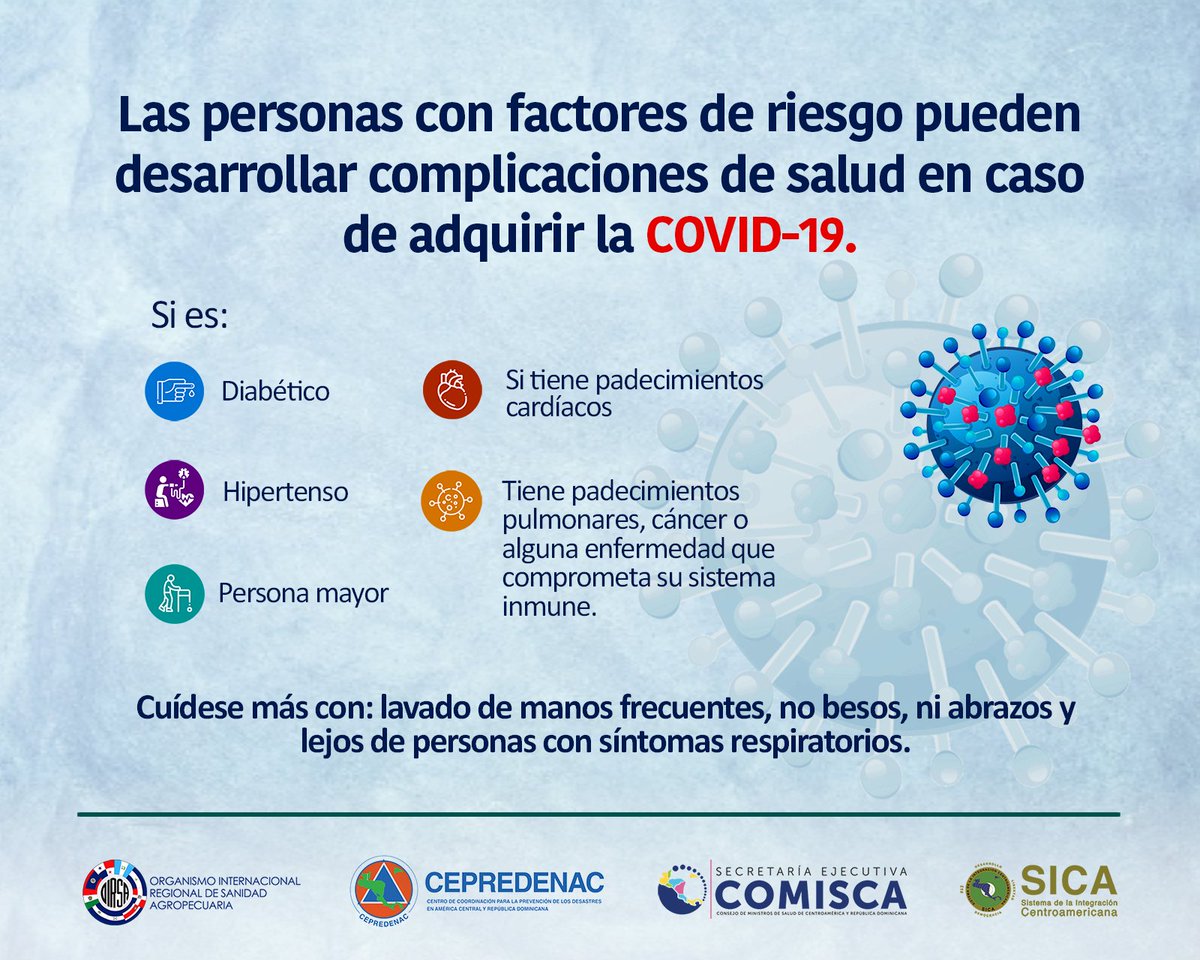 Las personas con factores de riesgo pueden
desarrollar complicaciones de salud en caso
de adquirir la COVID-19.
Si es:
Diabético
Hipertenso
Persona mayor
Si tiene padecimientos
cardíacos
Tiene padecimientos
pulmonares, cáncer o
alguna enfermedad que
comprometa su sistema
inmune.
Cuídese más con: lavado de manos frecuentes, no besos, ni abrazos y
lejos de personas con síntomas respiratorios.
OIRSA
ORGANISMO INTERNACIONAL
REGIONAL DE SANIDAD
AGROPECUARIA
CEPREDENAC
CEPREDENAC
CENTRO DE COORDINACIÓN PARA LA PREVENCIÓN DE LOS DESASTRES
EN AMÉRICA CENTRAL Y REPÚBLICA DOMINICANA
SECRETARÍA EJECUTIVA
COMISCA
CONSEJO DE MINISTROS DE SALUD DE CENTROAMÉRICA Y REPÚBLICA DOMINICANA
SICA
SICA
Sistema de la Integración
Centroamericana